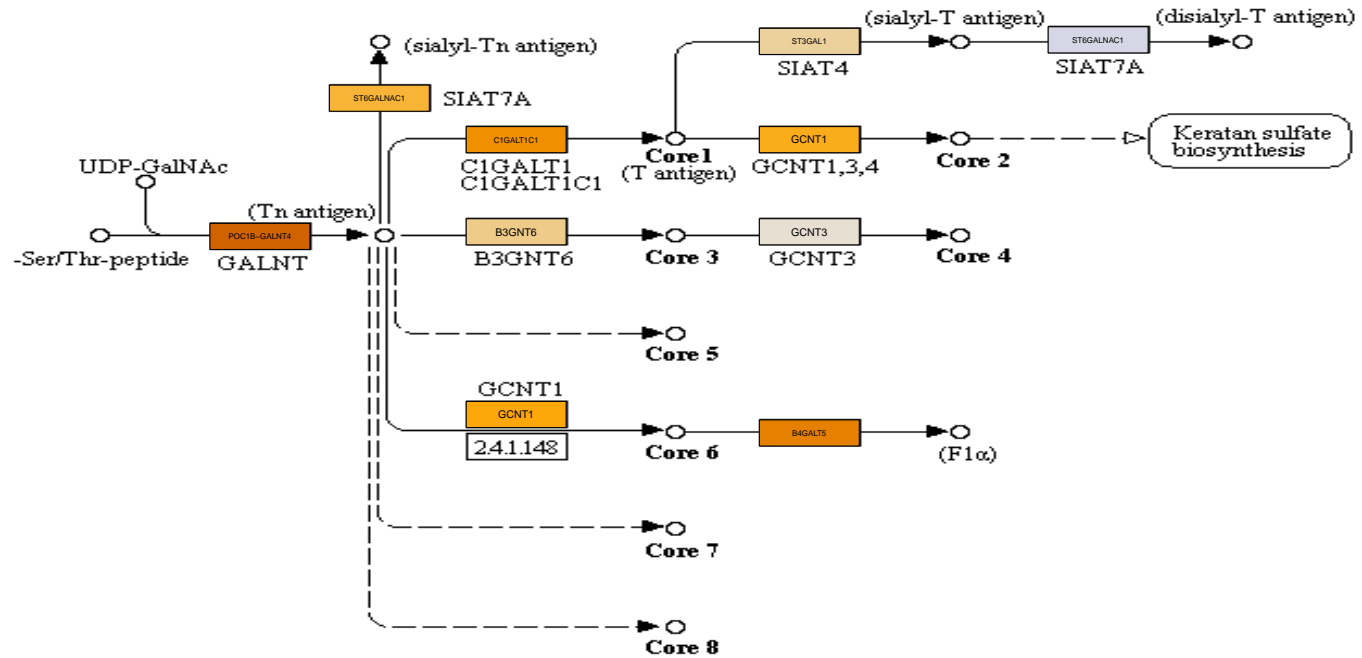 (sialyl-T antigen)
(disialyl-T antigen)
(sialyl-Tn antigen)
ST3GAL1
SIAT4
ST6GALNAC1
SIAT7A
ST6GALNAC1
SIAT7A
C1GALT1C1
C1GALT1
C1GALT1C1
Core1
(T antigen)
GCNT1
GCNT1,3,4
Core 2
Keratan sulfate
biosynthesis
UDP-GalNAc
(Tn antigen)
-Ser/Thr-peptide
POC1B-GALNT4
GALNT
B3GNT6
B3GNT6
Core 3
GCNT3
GCNT3
Core 4
Core 5
GCNT1
GCNT1
2.4.1.148
Core 6
B4GALT5
(F1α)
Core 7
Core 8